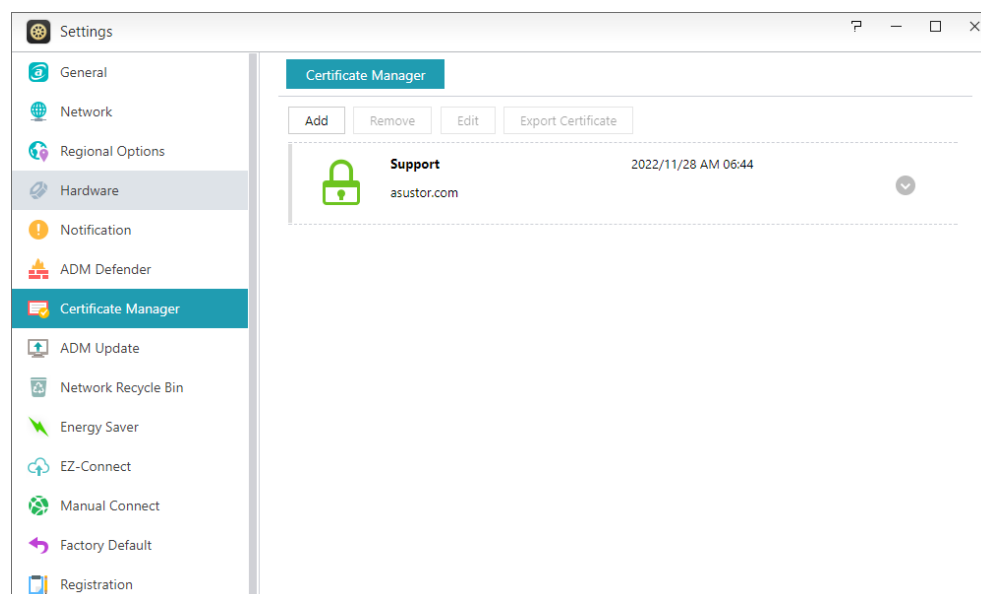 Settings
General
Network
Regional Options
Hardware
Notification
ADM Defender
Certificate Manager
ADM Update
Network Recycle Bin
Energy Saver
EZ-Connect
Manual Connect
Factory Default
Registration
Certificate Manager
Add Remove Edit Export Certificate
Support 2022/11/28 AM 06:44
asustor.com